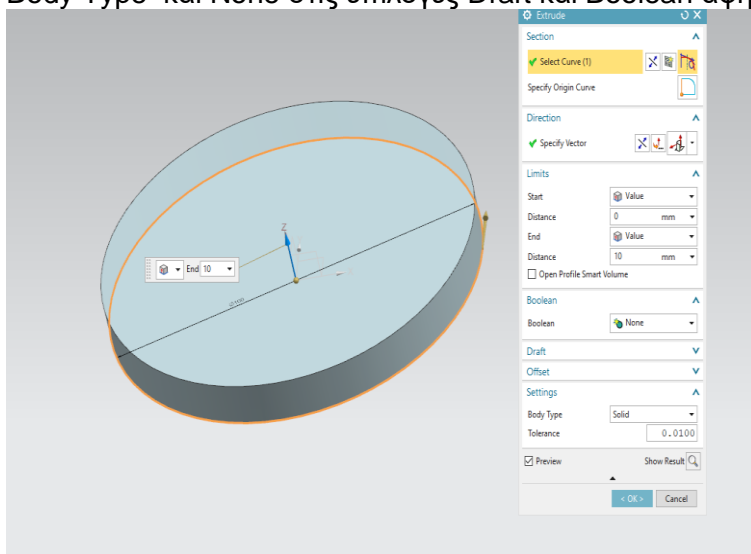 Body Type και None στις επιλογές Draft και Boolean
Extrude
Section
Select Curve (1)
Specify Origin Curve
Direction
Specify Vector
Limits
Start Value
Distance 0 mm
End Value
Distance 10 mm
Open Profile Smart Volume
Boolean
Boolean None
Draft
Offset
Settings
Body Type Solid
Tolerance 0.0100
Preview Show Result
< OK > Cancel
Z
End 10